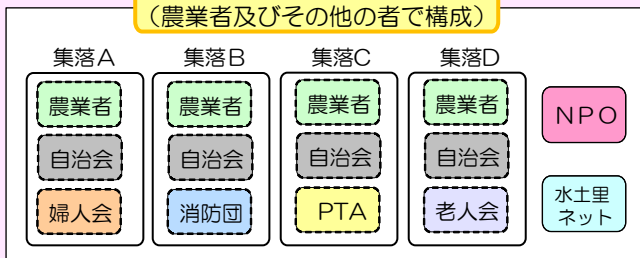 （農業者及びその他の者で構成）
集落A 集落B 集落C 集落D
農業者 農業者 農業者 農業者
自治会 自治会 自治会 自治会
婦人会 消防団 PTA 老人会
NPO
水土里
ネット